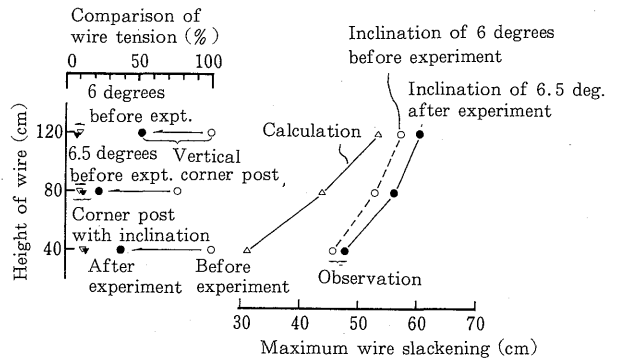 Comparison of
wire tension (%)
0 50 100
Inclination of 6 degrees
before experiment
Inclination of 6.5 deg.
after experiment
6 degrees
before expt.
Calculation
Vertical
corner post,
6.5 degrees
before expt.
Corner post
with inclination
After
experiment
Before
experiment
Observation
Height of wire (cm)
120
80
40
30 40 50 60 70
Maximum wire slackening (cm)